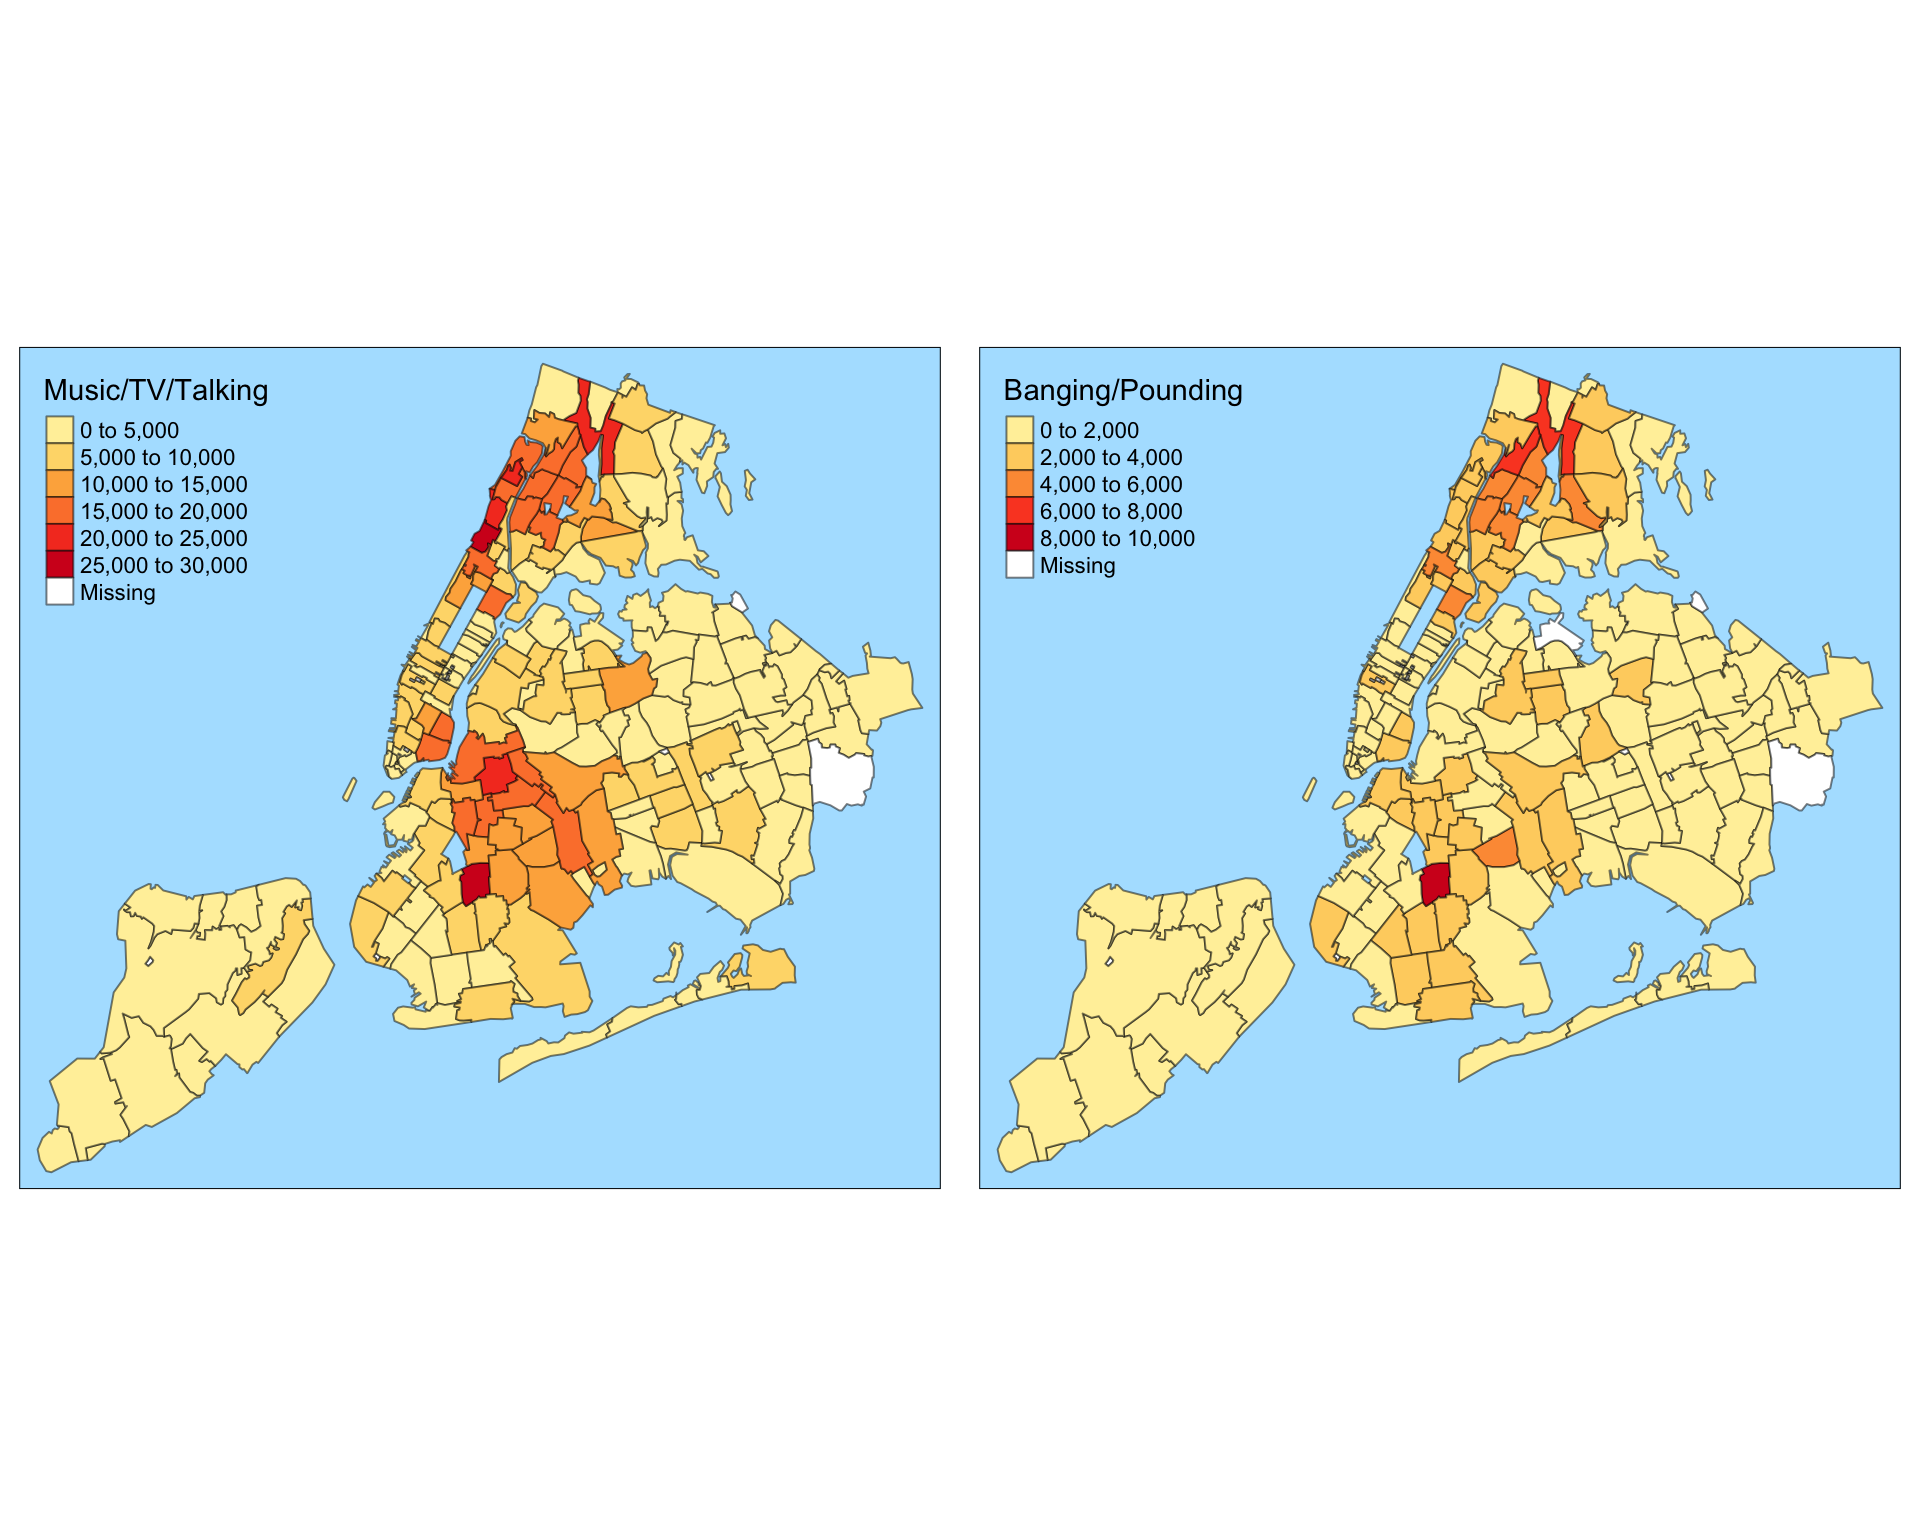 Music/TV/Talking
0 to 5,000
5,000 to 10,000
10,000 to 15,000
15,000 to 20,000
20,000 to 25,000
25,000 to 30,000
Missing
Banging/Pounding
0 to 2,000
2,000 to 4,000
4,000 to 6,000
6,000 to 8,000
8,000 to 10,000
Missing